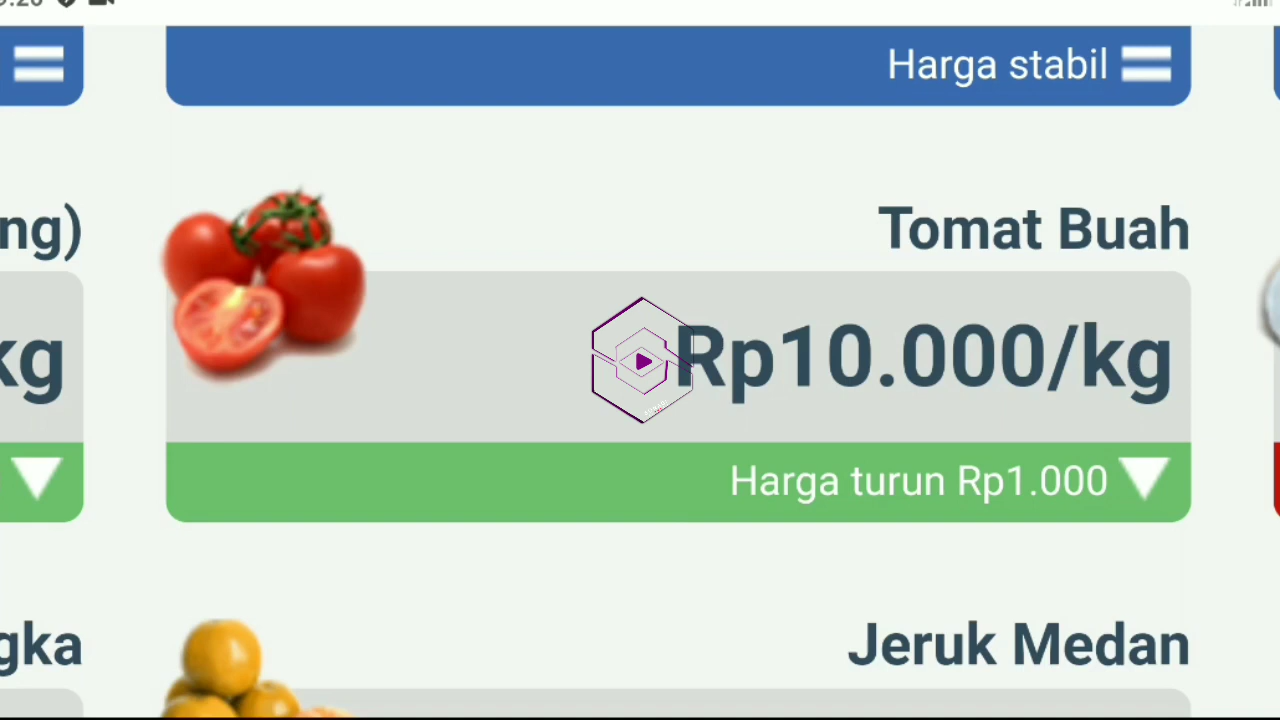 Harga stabil
ng)
Tomat Buah
kg
Rp10.000/kg
Harga turun Rp1.000
gka
Jeruk Medan